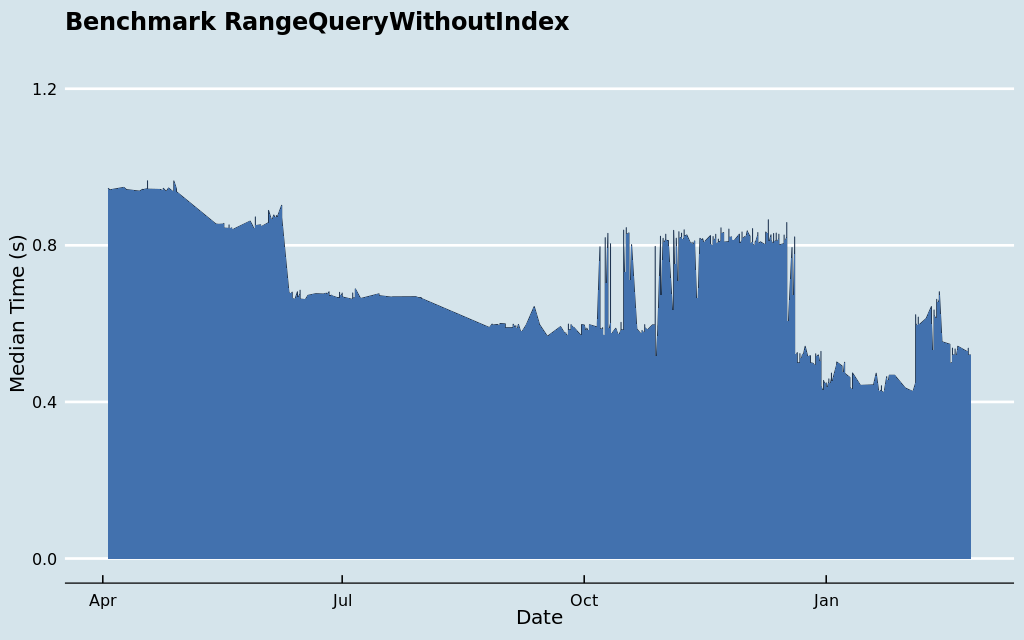 Benchmark RangeQueryWithoutIndex
Median Time (s)
1.2
0.8
0.4
0.0
Apr Jul Oct Jan
Date